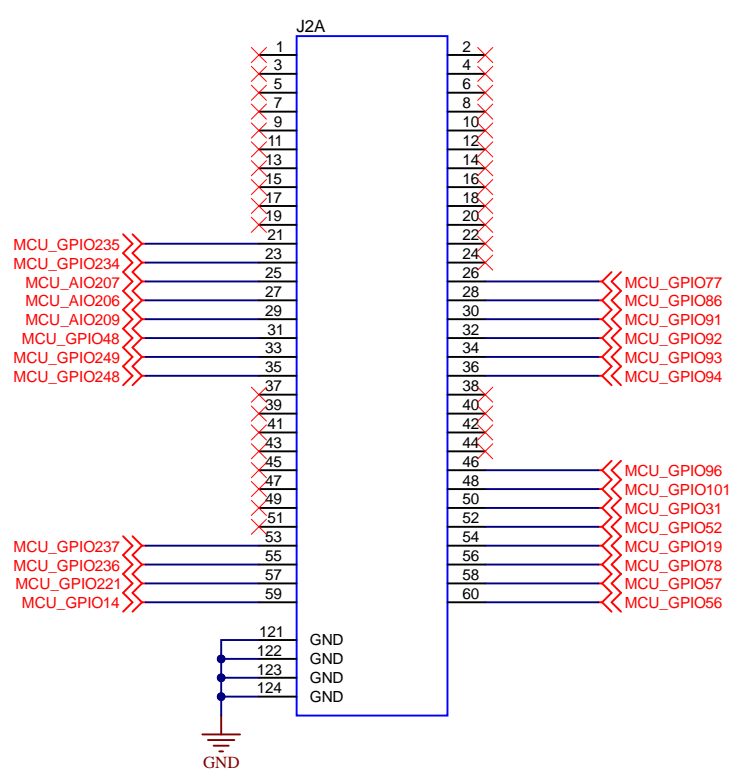 J2A
1 2
3 4
5 6
7 8
9 10
11 12
13 14
15 16
17 18
19 20
MCU_GPIO235 21 22
MCU_GPIO234 23 24
MCU_AIO207 25 26 MCU_GPIO77
MCU_AIO206 27 28 MCU_GPIO86
MCU_AIO209 29 30 MCU_GPIO91
MCU_GPIO48 31 32 MCU_GPIO92
MCU_GPIO249 33 34 MCU_GPIO93
MCU_GPIO248 35 36 MCU_GPIO94
37 38
39 40
41 42
43 44
45 46 MCU_GPIO96
47 48 MCU_GPIO101
49 50 MCU_GPIO31
51 52 MCU_GPIO52
MCU_GPIO237 53 54 MCU_GPIO19
MCU_GPIO236 55 56 MCU_GPIO78
MCU_GPIO221 57 58 MCU_GPIO57
MCU_GPIO14 59 60 MCU_GPIO56
121 GND
122 GND
123 GND
124 GND
GND